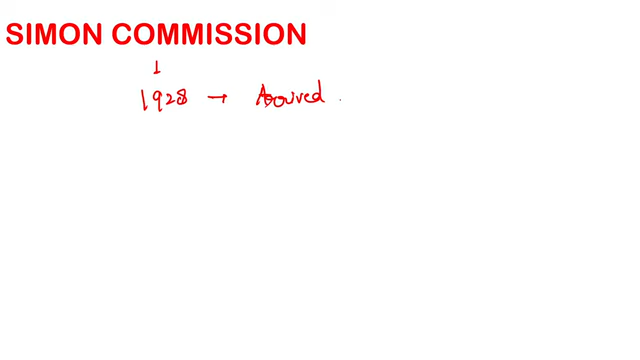 SIMON COMMISSION
↓
1928 → Arrived